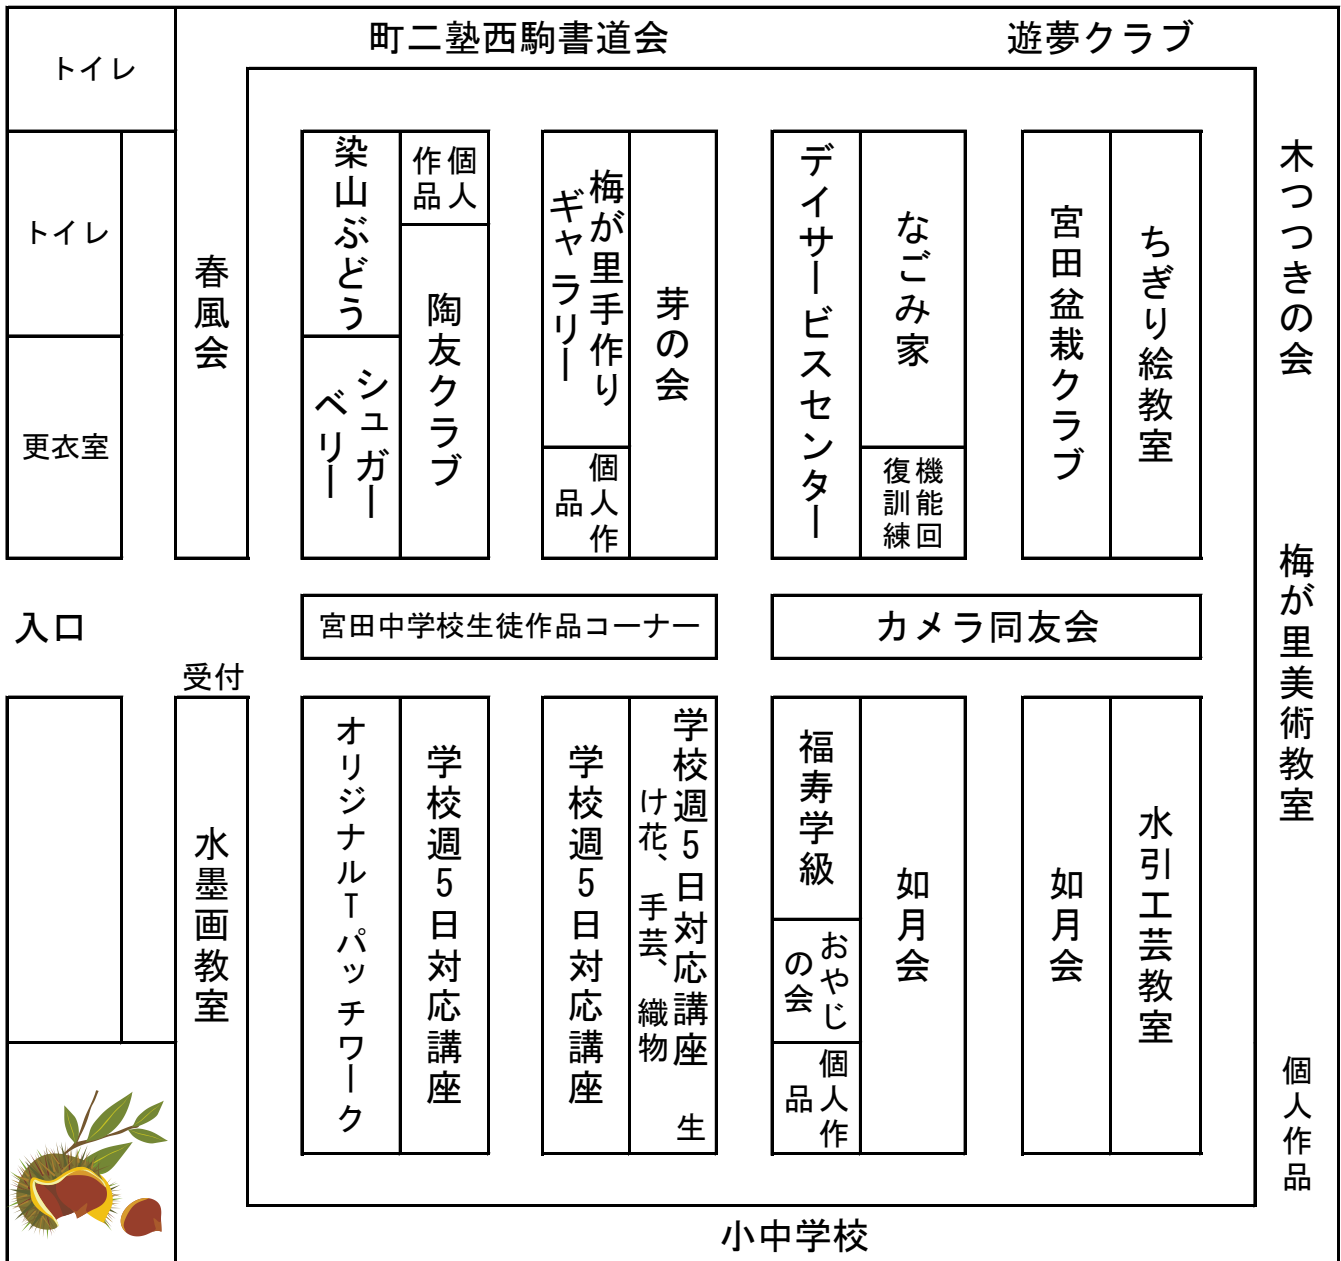 トイレ
町二塾西駒書道会
遊夢クラブ
トイレ
更衣室
春風会
染山ぶどう
シュガー
ベリー
個人
作品
陶友クラブ
梅が里手作り
ギャラリー
個人作
品
芽の会
デイサービスセンター
なごみ家
機能回
復訓練
宮田盆栽クラブ
ちぎり絵教室
木つつきの会
梅が里美術教室
個人作品
入口
受付
宮田中学校生徒作品コーナー
カメラ同友会
水墨画教室
オリジナルTパッチワーク
学校週5日対応講座
学校週5日対応講座
学校週5日対応講座 生
け花、手芸、織物
福寿学級
おやじ
の会
個人作
品
如月会
如月会
水引工芸教室
小中学校